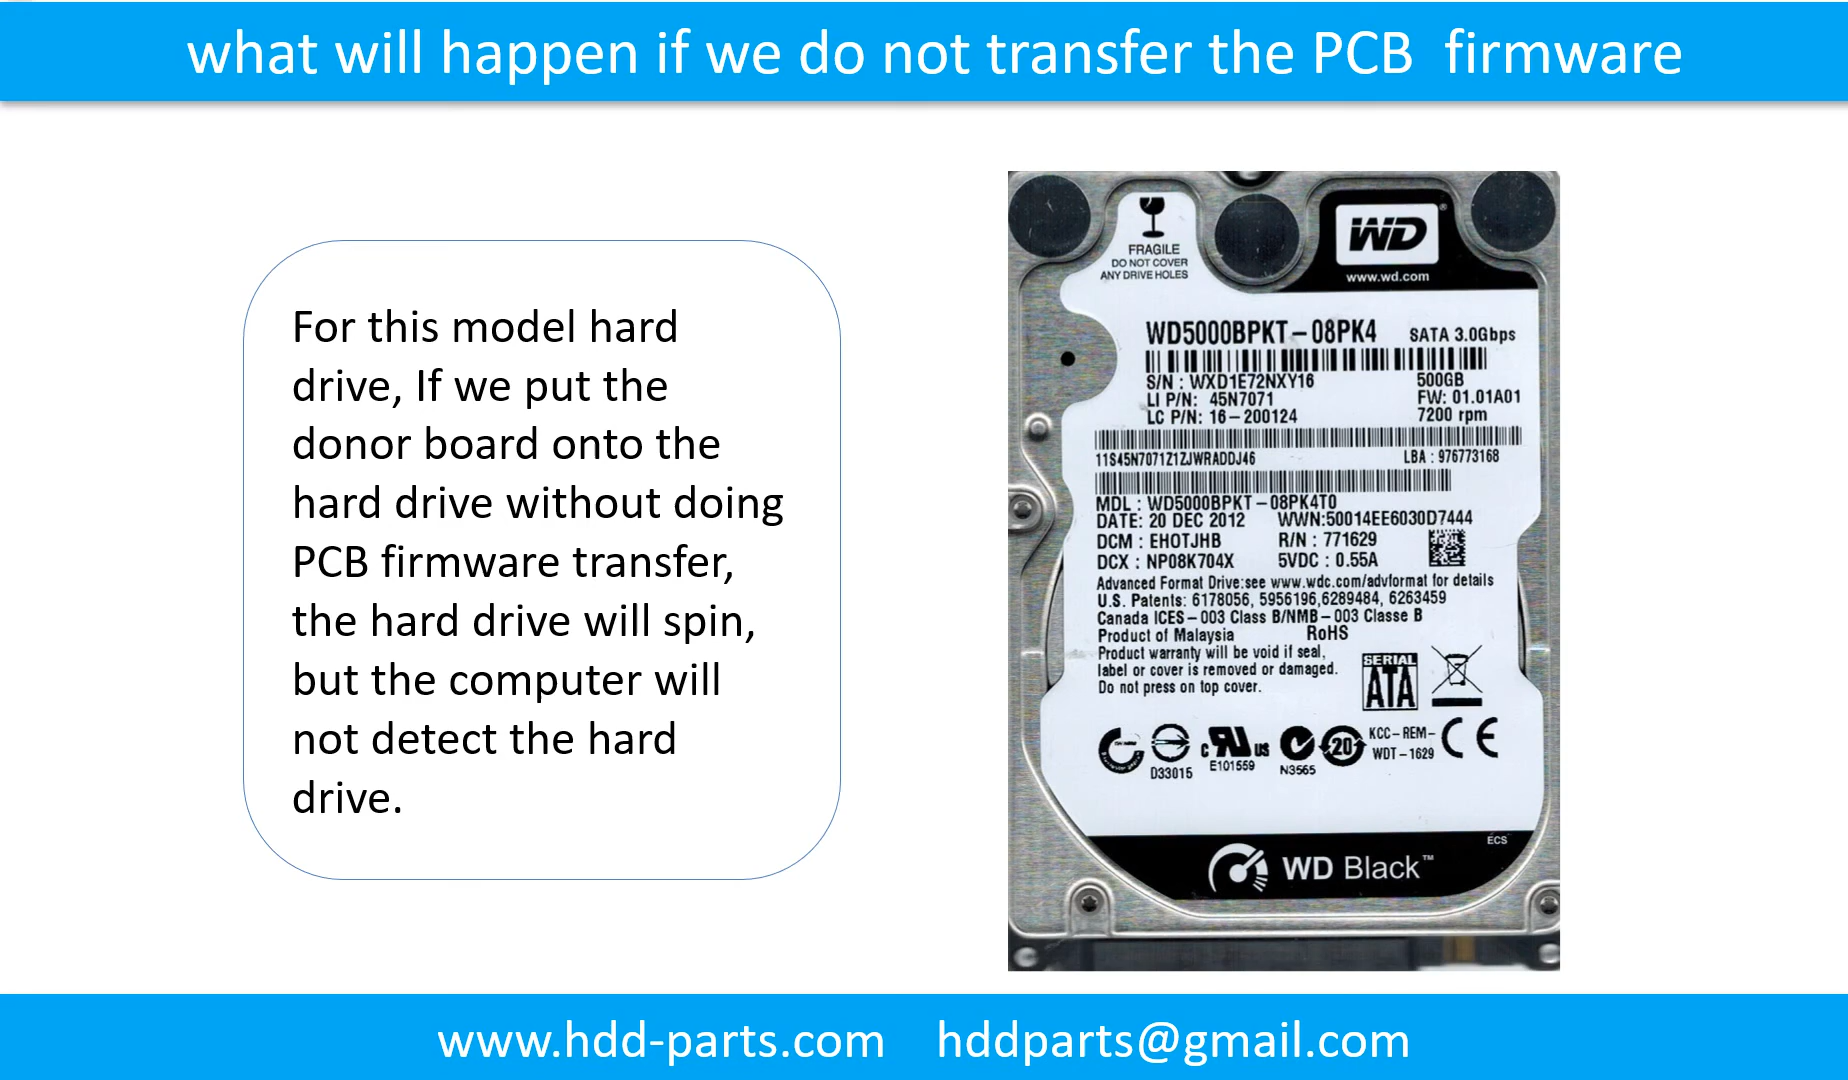 what will happen if we do not transfer the PCB  firmware
For this model hard
drive, If we put the
donor board onto the
hard drive without doing
PCB firmware transfer,
the hard drive will spin,
but the computer will
not detect the hard
drive.
FRAGILE
DO NOT COVER
ANY DRIVE HOLES
WD®
www.wd.com
WD5000BPKT-08PK4 SATA 3.0Gbps
S/N : WXD1E72NXY16 500GB
LI P/N: 45N7071 FW: 01.01A01
LC P/N: 16-200124 7200 rpm
11S45N7071Z1ZJWRADDJ46 LBA : 976773168
MDL : WD5000BPKT-08PK4T0
DATE: 20 DEC 2012 WWN:50014EE6030D7444
DCM : EHOTJHB R/N : 771629
DCX : NP08K704X 5VDC : 0.55A
Advanced Format Drive:see www.wdc.com/advformat for details
U.S. Patents: 6178056, 5956196,6289484, 6263459
Canada ICES-003 Class B/NMB-003 Classe B
Product of Malaysia RoHS
Product warranty will be void if seal,
label or cover is removed or damaged.
Do not press on top cover.
SERIAL
ATA
D33015
c RU us
E101559
N3565
20
KCC-REM-
WDT-1629
CE
ECS
WD Black™
www.hdd-parts.com hddparts@gmail.com